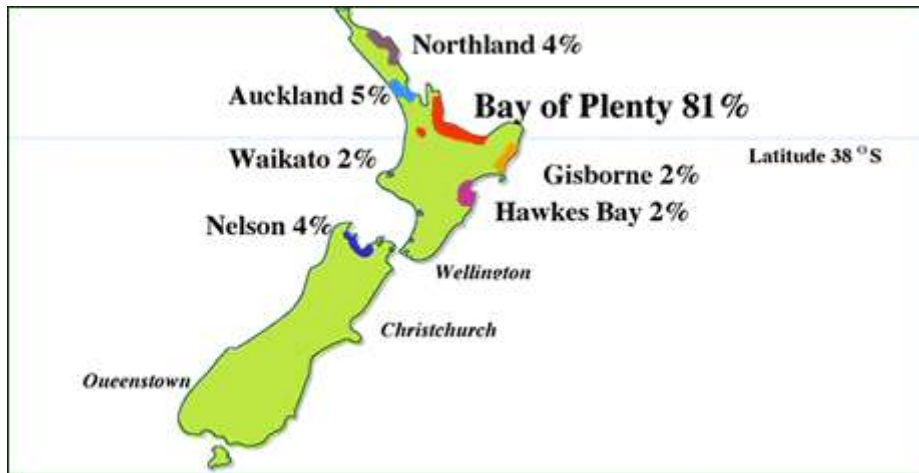 Northland 4%
Auckland 5%
Bay of Plenty 81%
Waikato 2%
Latitude 38 °S
Gisborne 2%
Hawkes Bay 2%
Nelson 4%
Wellington
Christchurch
Queenstown